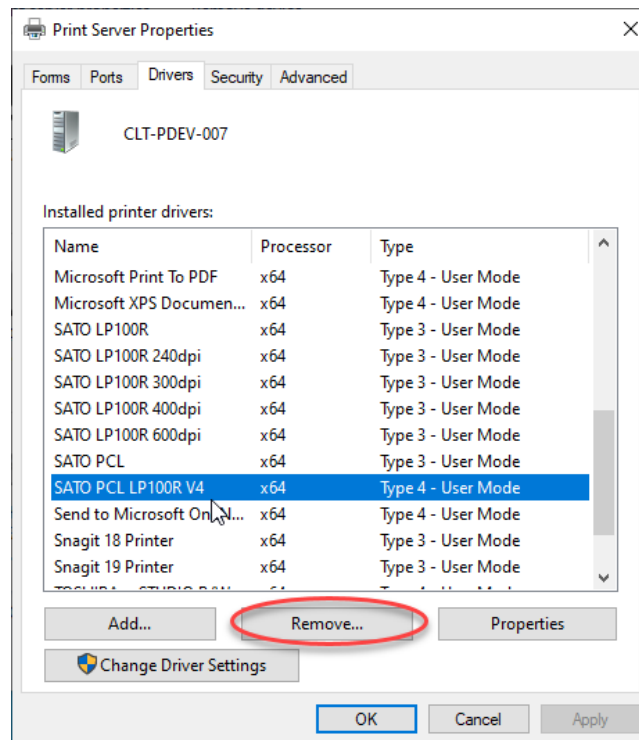 Print Server Properties
Forms Ports Drivers Security Advanced
CLT-PDEV-007
Installed printer drivers:
Name Processor Type
Microsoft Print To PDF x64 Type 4 - User Mode
Microsoft XPS Documen... x64 Type 4 - User Mode
SATO LP100R x64 Type 3 - User Mode
SATO LP100R 240dpi x64 Type 3 - User Mode
SATO LP100R 300dpi x64 Type 3 - User Mode
SATO LP100R 400dpi x64 Type 3 - User Mode
SATO LP100R 600dpi x64 Type 3 - User Mode
SATO PCL x64 Type 3 - User Mode
SATO PCL LP100R V4 x64 Type 4 - User Mode
Send to Microsoft x64 Type 4 - User Mode
Snagit 18 Printer x64 Type 3 - User Mode
Snagit 19 Printer x64 Type 3 - User Mode
Add... Remove... Properties
Change Driver Settings
OK Cancel Apply